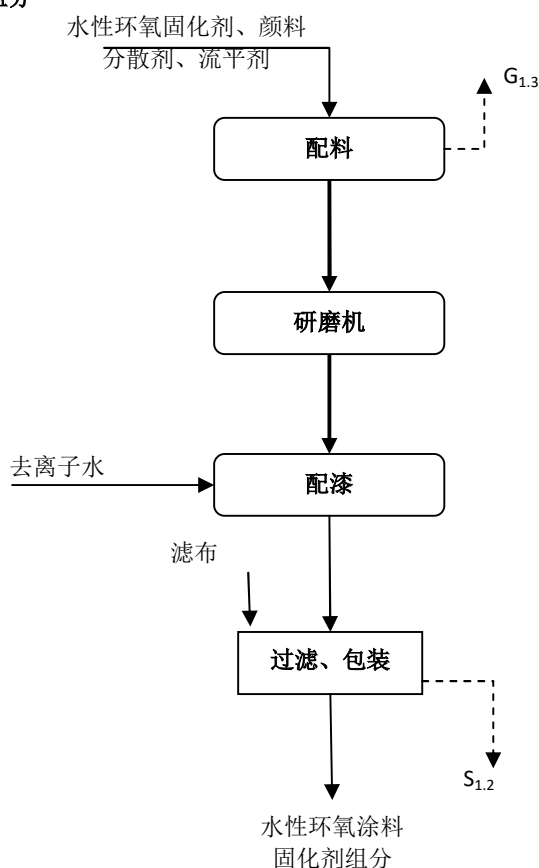 水性环氧固化剂、颜料
分散剂、流平剂
G1.3
配料
研磨机
去离子水
配漆
滤布
过滤、包装
S1.2
水性环氧涂料
固化剂组分